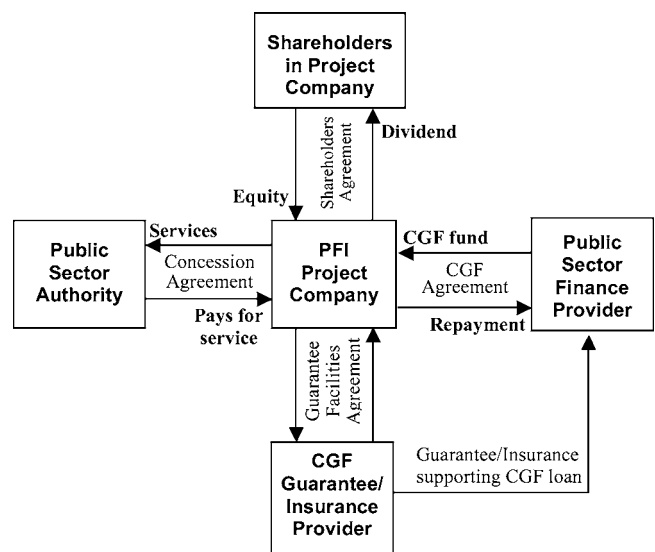 Shareholders
in Project
Company
Dividend
Shareholders
Agreement
Equity
Services
Public
Sector
Authority
Concession
Agreement
Pays for
service
PFI
Project
Company
CGF fund
CGF
Agreement
Repayment
Public
Sector
Finance
Provider
Guarantee
Facilities
Agreement
CGF
Guarantee/
Insurance
Provider
Guarantee/Insurance
supporting CGF loan